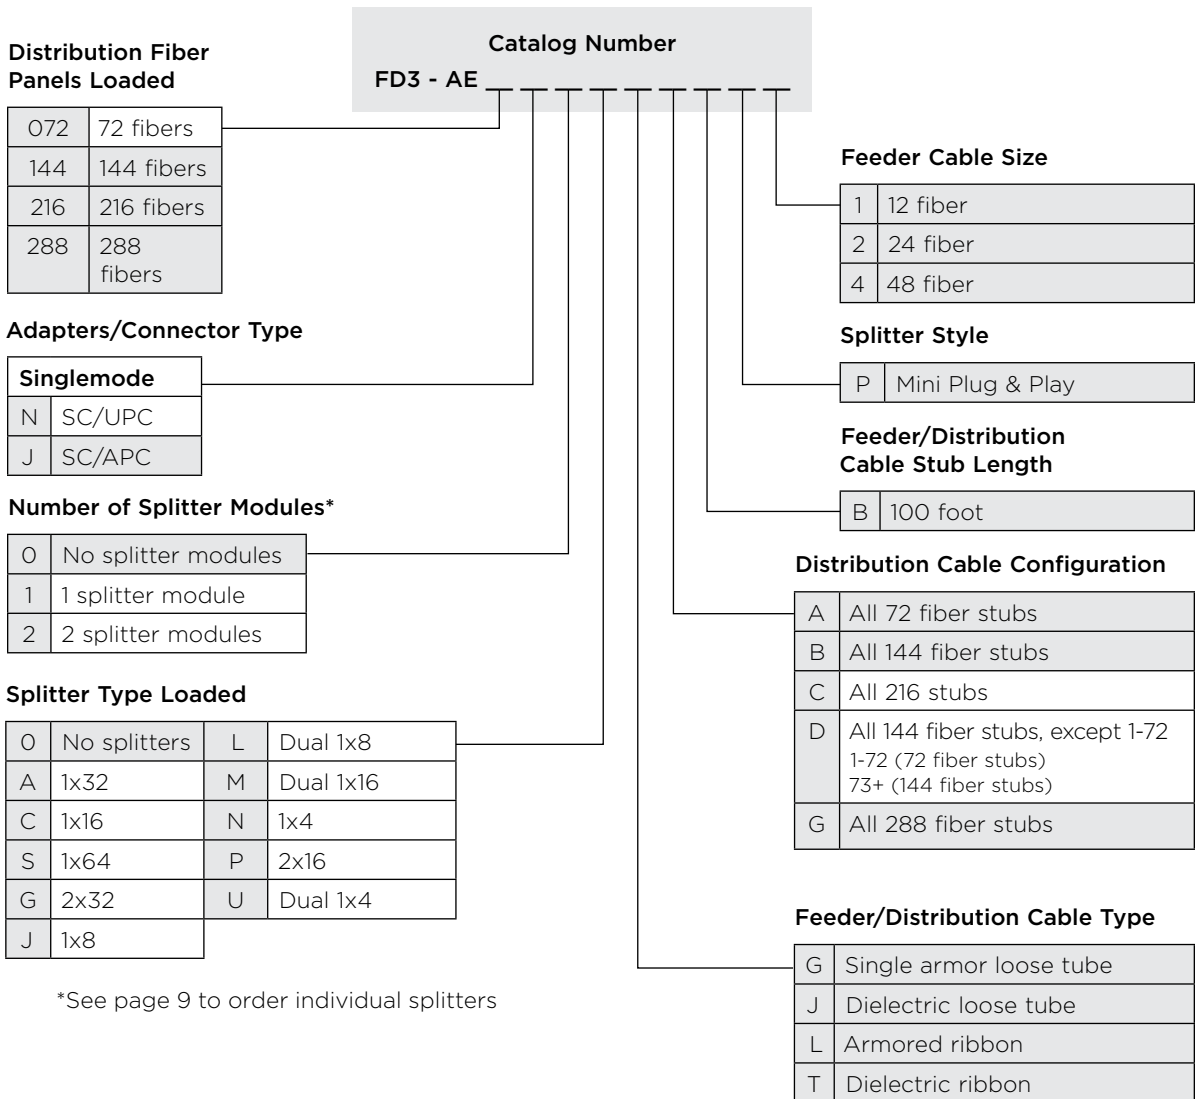 Catalog Number
FD3 - AE
Distribution Fiber
Panels Loaded
072 72 fibers
144 144 fibers
216 216 fibers
288 288
fibers
Adapters/Connector Type
Singlemode
N SC/UPC
J SC/APC
Number of Splitter Modules*
0 No splitter modules
1 1 splitter module
2 2 splitter modules
Splitter Type Loaded
0 No splitters L Dual 1x8
A 1x32 M Dual 1x16
C 1x16 N 1x4
S 1x64 P 2x16
G 2x32 U Dual 1x4
J 1x8
*See page 9 to order individual splitters
Feeder Cable Size
1 12 fiber
2 24 fiber
4 48 fiber
Splitter Style
P Mini Plug & Play
Feeder/Distribution
Cable Stub Length
B 100 foot
Distribution Cable Configuration
A All 72 fiber stubs
B All 144 fiber stubs
C All 216 stubs
D All 144 fiber stubs, except 1-72
1-72 (72 fiber stubs)
73+ (144 fiber stubs)
G All 288 fiber stubs
Feeder/Distribution Cable Type
G Single armor loose tube
J Dielectric loose tube
L Armored ribbon
T Dielectric ribbon